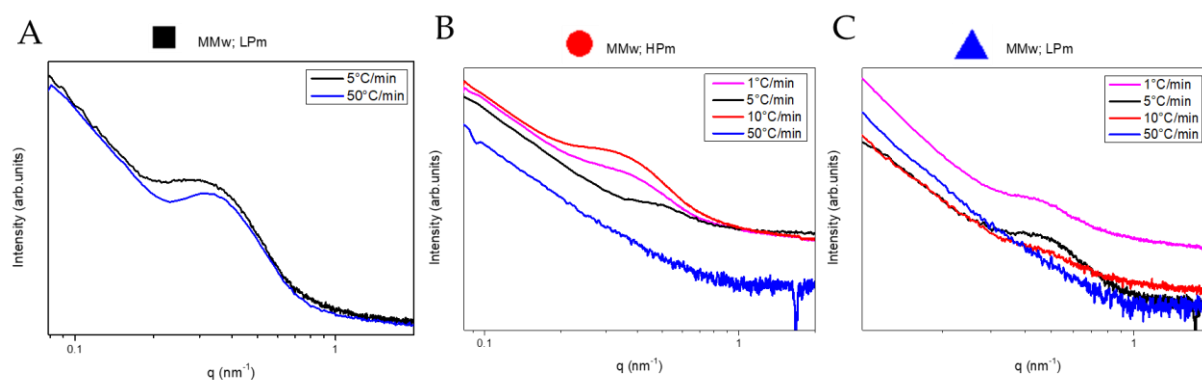 A
MMw; LPm
5°C/min
50°C/min
Intensity (arb.units)
0.1
1
q (nm⁻¹)
B
MMw; HPm
1°C/min
5°C/min
10°C/min
50°C/min
Intensity (arb.units)
0.1
1
q (nm⁻¹)
C
MMw; LPm
1°C/min
5°C/min
10°C/min
50°C/min
Intensity (arb.units)
1
q (nm⁻¹)